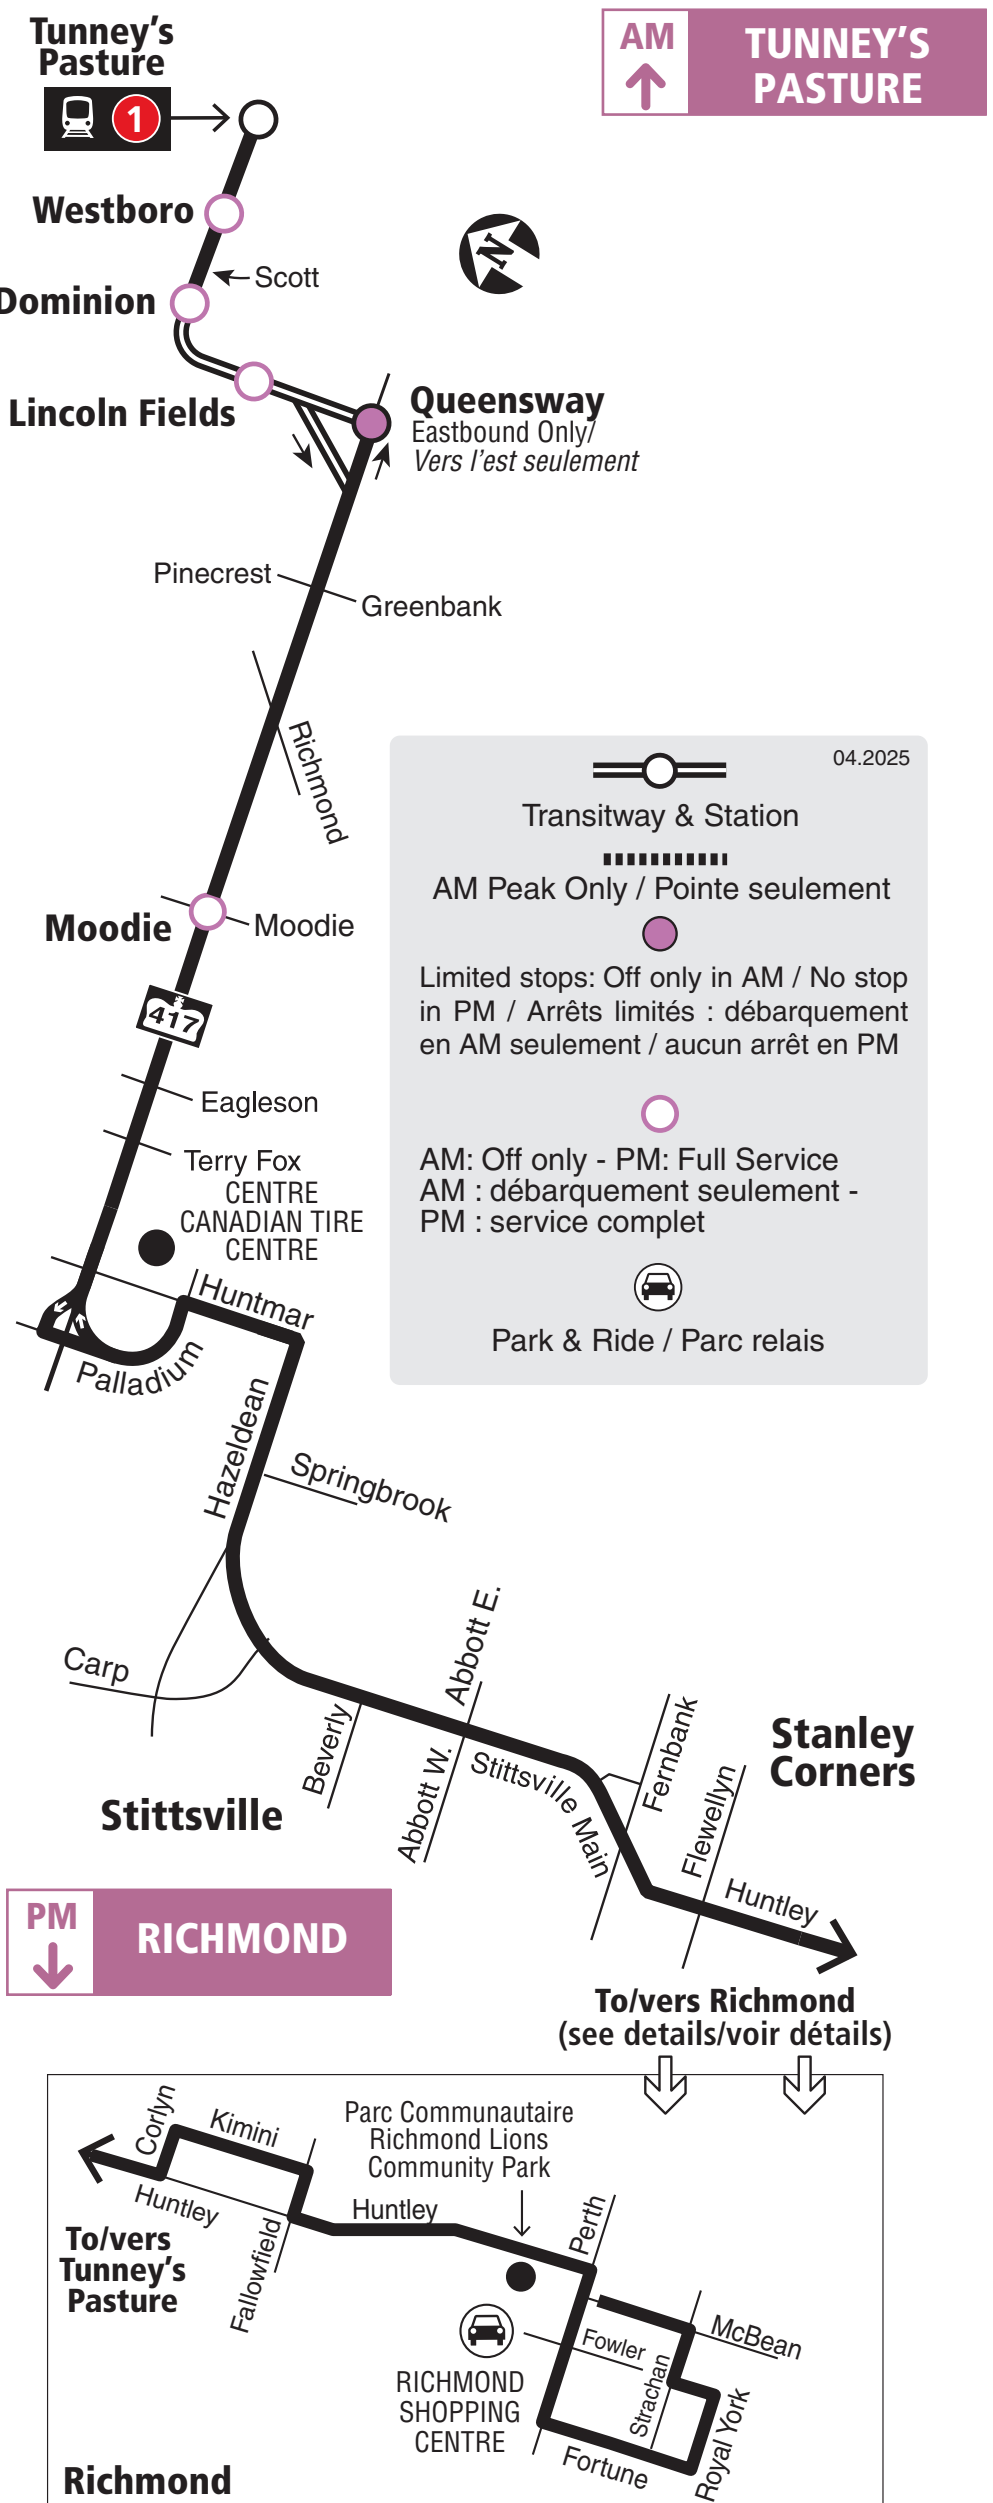 Tunney's
Pasture
1
AM
TUNNEY'S
PASTURE
Westboro
N
Scott
Dominion
Lincoln Fields
Queensway
Eastbound Only/
Vers l'est seulement
Pinecrest
Greenbank
Richmond
04.2025
Transitway & Station
AM Peak Only / Pointe seulement
Limited stops: Off only in AM / No stop
in PM / Arrêts limités : débarquement
en AM seulement / aucun arrêt en PM
AM: Off only - PM: Full Service
AM : débarquement seulement -
PM : service complet
Park & Ride / Parc relais
Moodie
Moodie
417
Eagleson
Terry Fox
CENTRE
CANADIAN TIRE
CENTRE
Huntmar
Palladium
Hazeldean
Springbrook
Carp
Abbott E.
Beverly
Abbott W.
Stittsville Main
Fernbank
Stanley
Corners
Flewellyn
Stittsville
Huntley
PM
RICHMOND
To/vers Richmond
(see details/voir détails)
Corlyn
Kimini
Parc Communautaire
Richmond Lions
Community Park
Huntley
Huntley
Perth
To/vers
Tunney's
Pasture
Fallowfield
McBean
Fowler
Strachan
RICHMOND
SHOPPING
CENTRE
Royal York
Fortune
Richmond